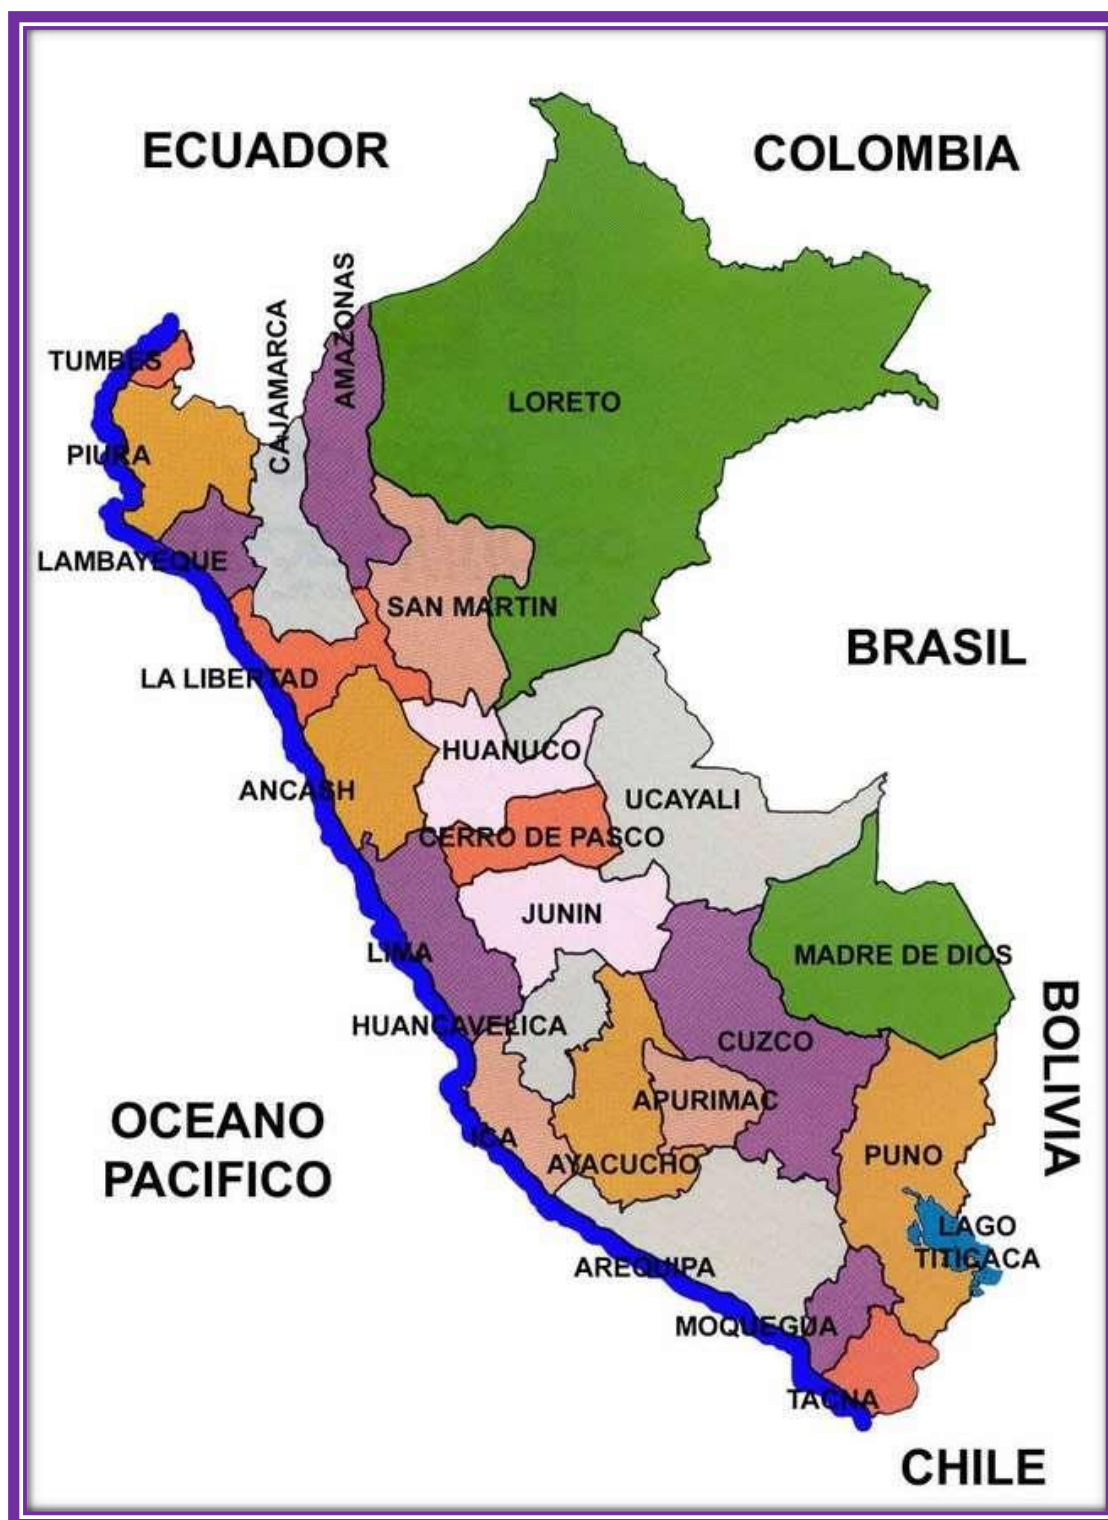 ECUADOR
COLOMBIA
AMAZONAS
CAJAMARCA
TUMBES
LORETO
PIURA
LAMBAYEQUE
SAN MARTIN
BRASIL
LA LIBERTAD
HUANUCO
ANCASH
UCAYALI
CERRO DE PASCO
JUNIN
LIMA
MADRE DE DIOS
HUANCAVELICA
CUZCO
BOLIVIA
APURIMAC
OCEANO
PACIFICO
ICA
AYACUCHO
PUNO
LAGO
TITICACA
AREQUIPA
MOQUEGUA
TACNA
CHILE